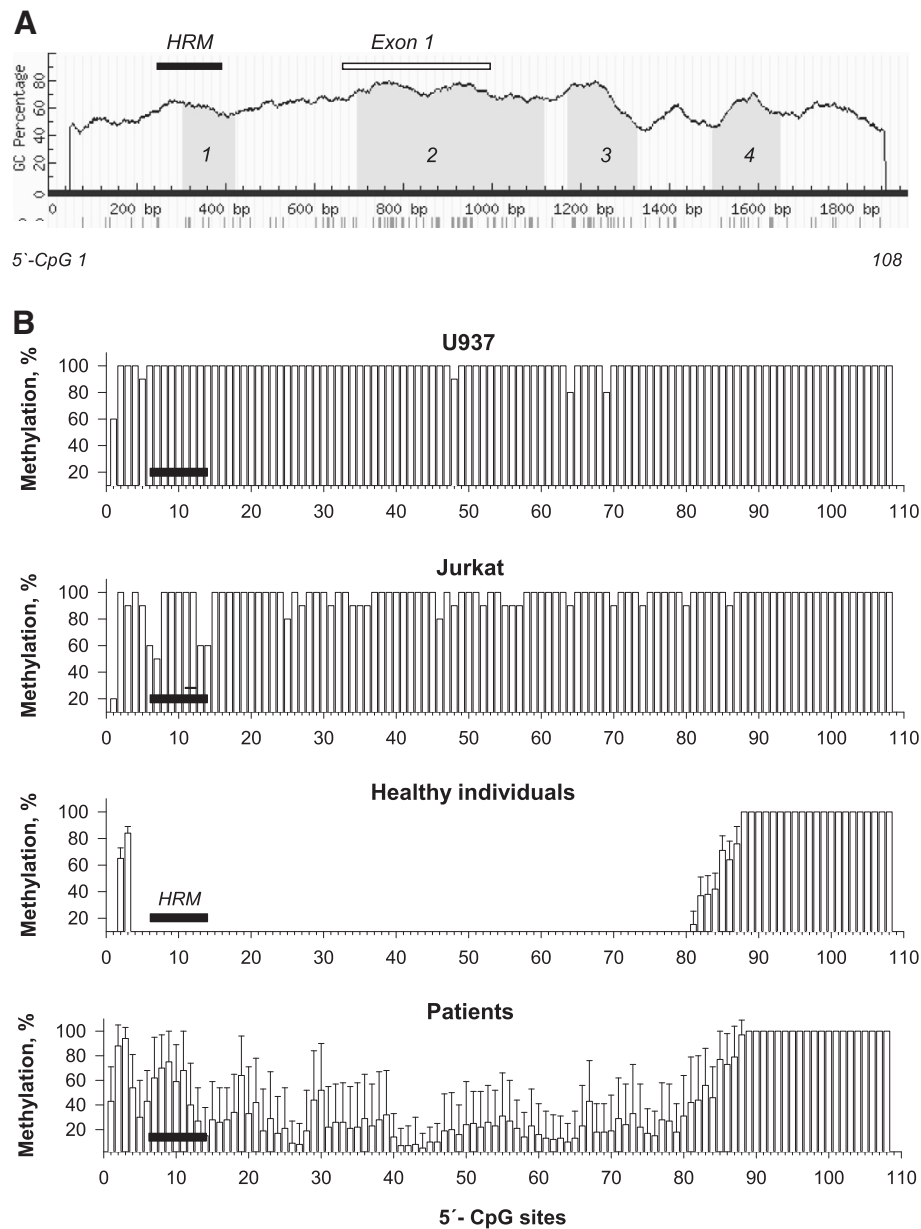 A
HRM Exon 1
GC Percentage
80
60
40
20
0
1 2 3 4
0 200 bp 400 bp 600 bp 800 bp 1000 bp 1200 bp 1400 bp 1600 bp 1800 bp
5`-CpG 1 108
B
U937
Methylation, %
100
80
60
40
20
0 10 20 30 40 50 60 70 80 90 100 110
Jurkat
Methylation, %
100
80
60
40
20
0 10 20 30 40 50 60 70 80 90 100 110
Healthy individuals
Methylation, %
100
80
60
40
20
HRM
0 10 20 30 40 50 60 70 80 90 100 110
Patients
Methylation, %
100
80
60
40
20
0 10 20 30 40 50 60 70 80 90 100 110
5´- CpG sites